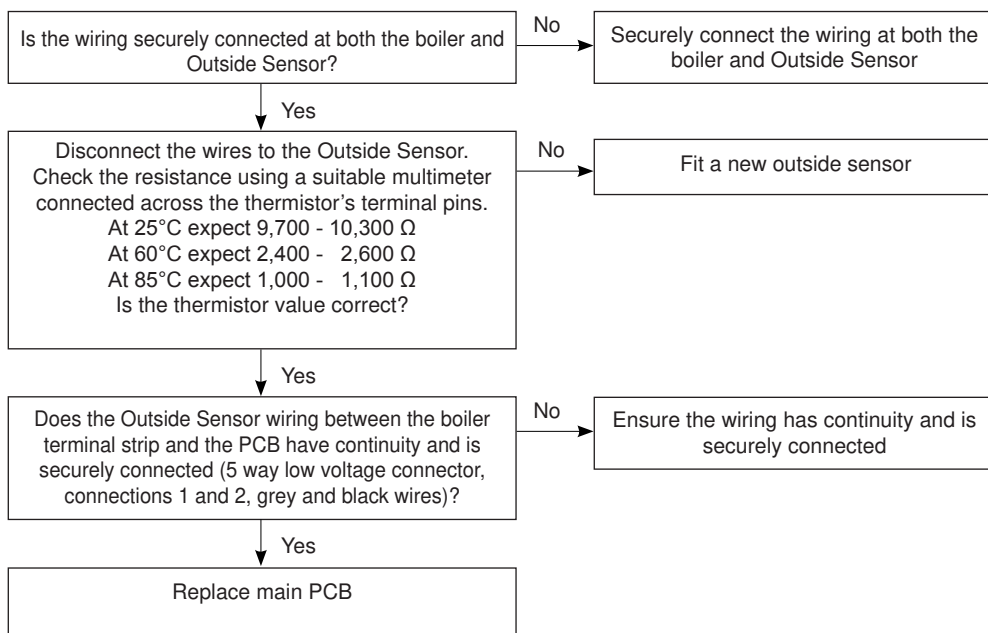 Is the wiring securely connected at both the boiler and
Outside Sensor?
No
Securely connect the wiring at both the
boiler and Outside Sensor
Yes
Disconnect the wires to the Outside Sensor.
Check the resistance using a suitable multimeter
connected across the thermistor's terminal pins.
At 25°C expect 9,700 - 10,300 Ω
At 60°C expect 2,400 - 2,600 Ω
At 85°C expect 1,000 - 1,100 Ω
Is the thermistor value correct?
No
Fit a new outside sensor
Yes
Does the Outside Sensor wiring between the boiler
terminal strip and the PCB have continuity and is
securely connected (5 way low voltage connector,
connections 1 and 2, grey and black wires)?
No
Ensure the wiring has continuity and is
securely connected
Yes
Replace main PCB